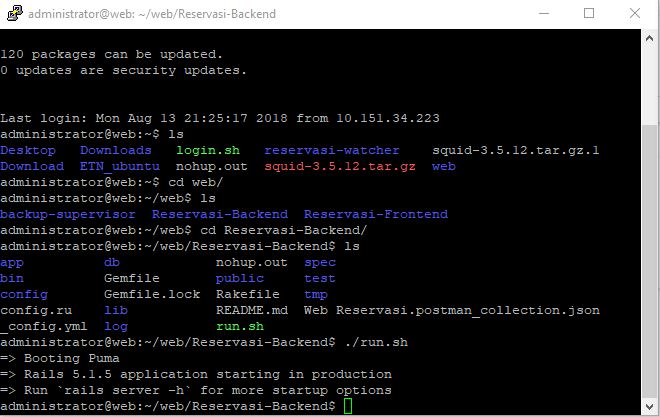 administrator@web: ~/web/Reservasi-Backend
120 packages can be updated.
0 updates are security updates.
Last login: Mon Aug 13 21:25:17 2018 from 10.151.34.223
administrator@web:~$ ls
Desktop Downloads login.sh reservasi-watcher squid-3.5.12.tar.gz.1
Download ETN_ubuntu nohup.out squid-3.5.12.tar.gz web
administrator@web:~$ cd web/
administrator@web:~/web$ ls
backup-supervisor Reservasi-Backend Reservasi-Frontend
administrator@web:~/web$ cd Reservasi-Backend/
administrator@web:~/web/Reservasi-Backend$ ls
app db nohup.out spec
bin Gemfile public test
config Gemfile.lock Rakefile tmp
config.ru lib README.md Web Reservasi.postman_collection.json
_config.yml log run.sh
administrator@web:~/web/Reservasi-Backend$ ./run.sh
=> Booting Puma
=> Rails 5.1.5 application starting in production
=> Run `rails server -h` for more startup options
administrator@web:~/web/Reservasi-Backend$